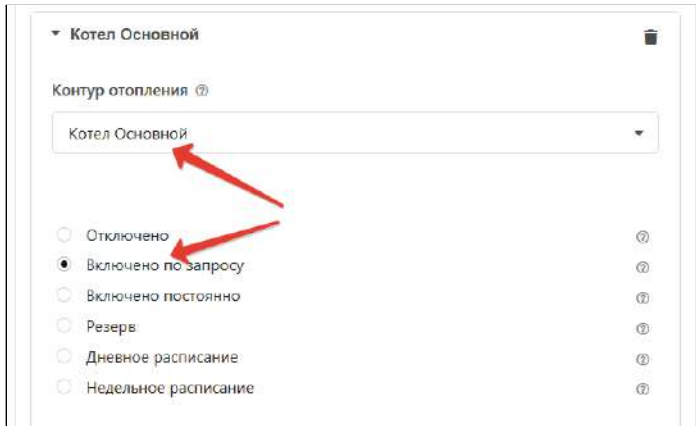 Котел Основной
Контур отопления
Котел Основной
Отключено
Включено по запросу
Включено постоянно
Резерв
Дневное расписание
Недельное расписание